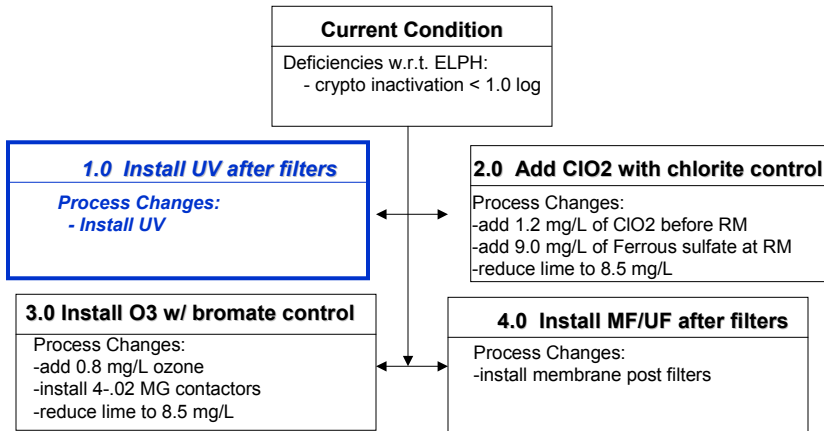 Current Condition
Deficiencies w.r.t. ELPH:
- crypto inactivation < 1.0 log
1.0 Install UV after filters
Process Changes:
- Install UV
2.0 Add ClO2 with chlorite control
Process Changes:
-add 1.2 mg/L of ClO2 before RM
-add 9.0 mg/L of Ferrous sulfate at RM
-reduce lime to 8.5 mg/L
3.0 Install O3 w/ bromate control
Process Changes:
-add 0.8 mg/L ozone
-install 4-.02 MG contactors
-reduce lime to 8.5 mg/L
4.0 Install MF/UF after filters
Process Changes:
-install membrane post filters